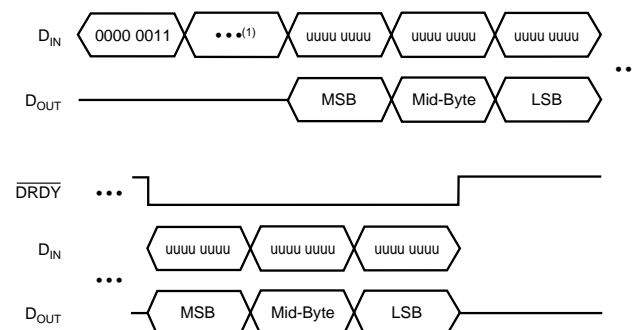 D_IN 0000 0011 •••(1) uuuu uuuu uuuu uuuu uuuu uuuu
••
D_OUT MSB Mid-Byte LSB
DRDY •••
D_IN uuuu uuuu uuuu uuuu uuuu uuuu
•••
D_OUT MSB Mid-Byte LSB